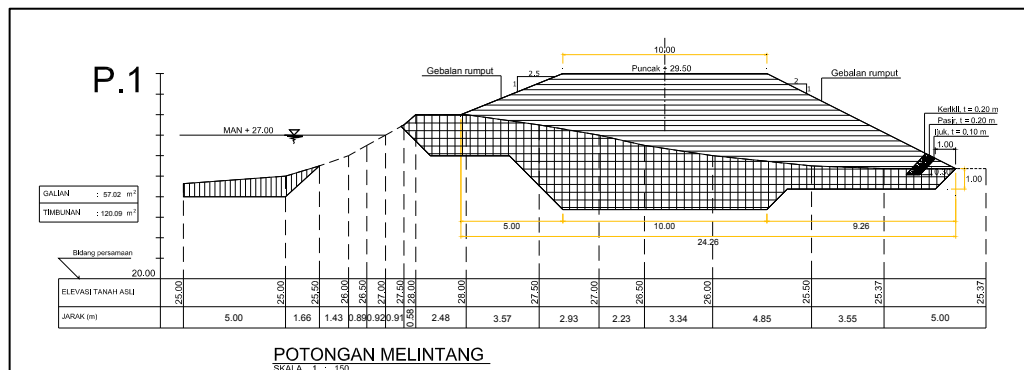 P.1
10.00
Puncak + 29.50
Gebalan rumput
2.5
1
2
1
Gebalan rumput
Kerikil, t = 0.20 m
Pasir, t = 0.20 m
Ijuk, t = 0.10 m
1.00
0.30
1.00
MAN + 27.00
GALIAN : 57.02 m²
TIMBUNAN : 120.09 m²
5.00 10.00 9.26
24.26
Bidang persamaan
20.00
ELEVASI TANAH ASLI 25.00 25.00 25.50 26.00 26.50 27.00 27.50 28.00 28.00 27.50 27.00 26.50 26.00 25.50 25.37 25.37
JARAK (m) 5.00 1.66 1.43 0.89 0.92 0.91 0.58 2.48 3.57 2.93 2.23 3.34 4.85 3.55 5.00
POTONGAN MELINTANG
SKALA 1 : 150